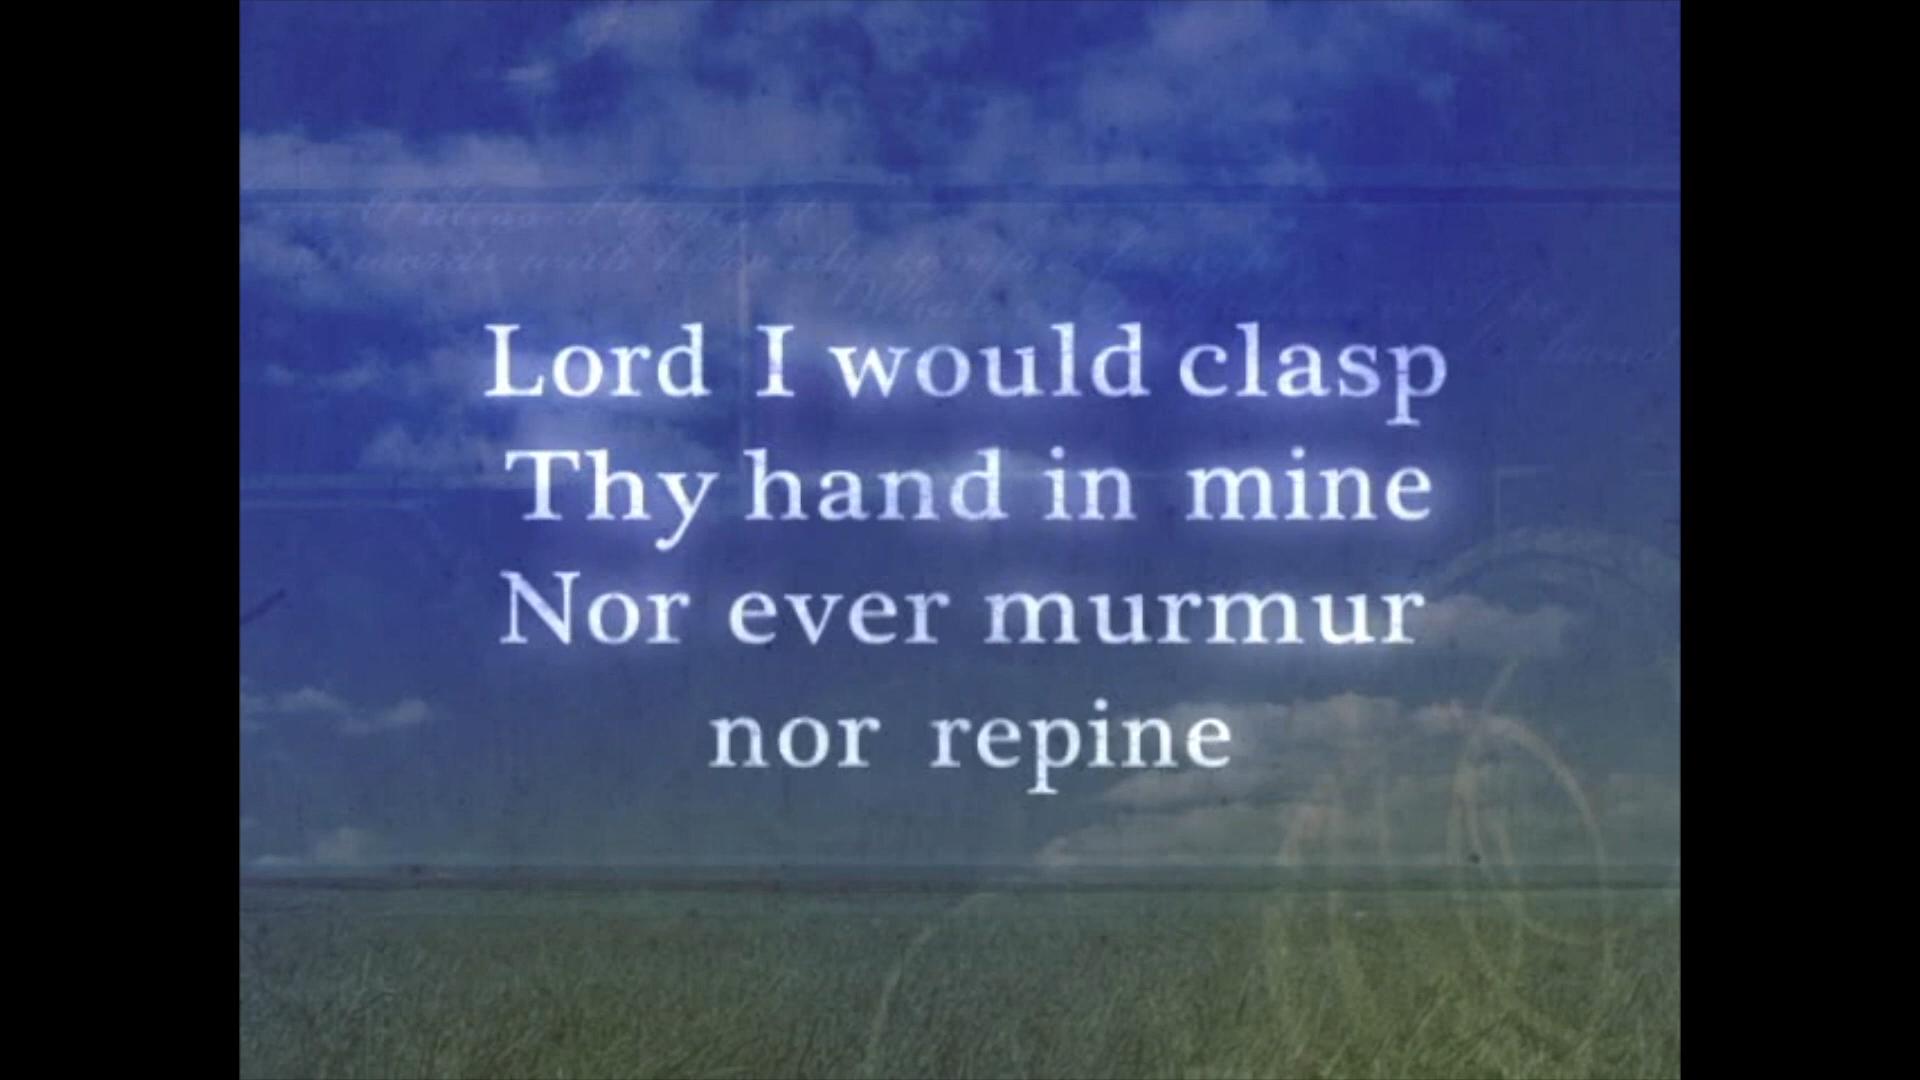 Lord I would clasp
Thy hand in mine
Nor ever murmur
nor repine